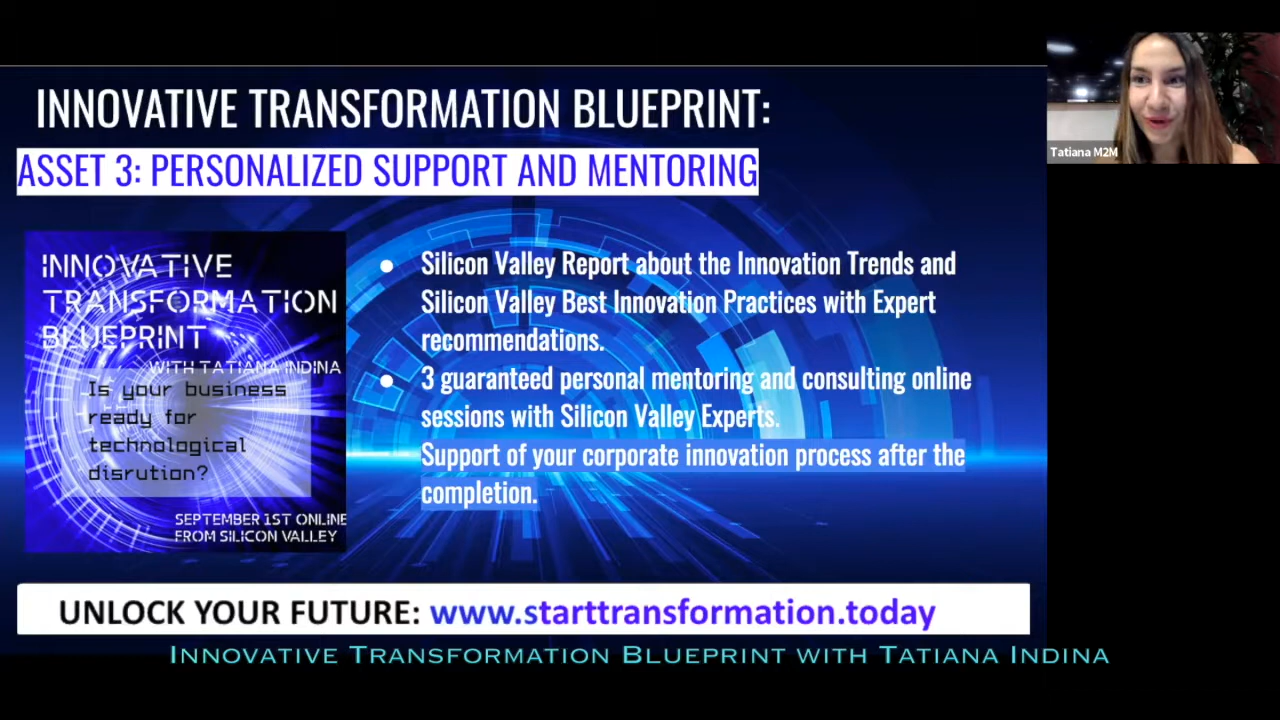 INNOVATIVE TRANSFORMATION BLUEPRINT:
ASSET 3: PERSONALIZED SUPPORT AND MENTORING
INNOVATIVE
TRANSFORMATION
BLUEPRINT
WITH TATIANA INDINA
Is your business
ready for
technological
disrution?
SEPTEMBER 1ST ONLINE
FROM SILICON VALLEY
● Silicon Valley Report about the Innovation Trends and
Silicon Valley Best Innovation Practices with Expert
recommendations.
● 3 guaranteed personal mentoring and consulting online
sessions with Silicon Valley Experts.
Support of your corporate innovation process after the
completion.
UNLOCK YOUR FUTURE: www.starttransformation.today
INNOVATIVE TRANSFORMATION BLUEPRINT WITH TATIANA INDINA
Tatiana M2M